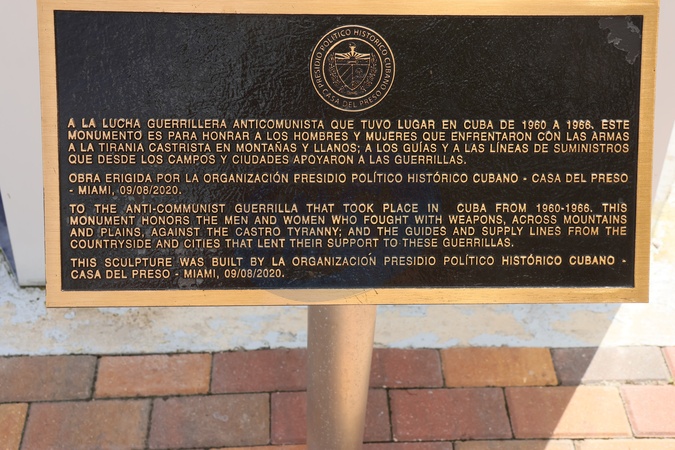 PRESIDIO POLÍTICO HISTÓRICO CUBANO
CASA DEL PRESO
A LA LUCHA GUERRILLERA ANTICOMUNISTA QUE TUVO LUGAR EN CUBA DE 1960 A 1966. ESTE
MONUMENTO ES PARA HONRAR A LOS HOMBRES Y MUJERES QUE ENFRENTARON CON LAS ARMAS
A LA TIRANÍA CASTRISTA EN MONTAÑAS Y LLANOS; A LOS GUÍAS Y A LAS LÍNEAS DE SUMINISTROS
QUE DESDE LOS CAMPOS Y CIUDADES APOYARON A LAS GUERRILLAS.
OBRA ERIGIDA POR LA ORGANIZACIÓN PRESIDIO POLÍTICO HISTÓRICO CUBANO - CASA DEL PRESO
- MIAMI, 09/08/2020.
TO THE ANTI-COMMUNIST GUERRILLA THAT TOOK PLACE IN CUBA FROM 1960-1966. THIS
MONUMENT HONORS THE MEN AND WOMEN WHO FOUGHT WITH WEAPONS, ACROSS MOUNTAINS
AND PLAINS, AGAINST THE CASTRO TYRANNY; AND THE GUIDES AND SUPPLY LINES FROM THE
COUNTRYSIDE AND CITIES THAT LENT THEIR SUPPORT TO THESE GUERRILLAS.
THIS SCULPTURE WAS BUILT BY LA ORGANIZACIÓN PRESIDIO POLÍTICO HISTÓRICO CUBANO -
CASA DEL PRESO - MIAMI, 09/08/2020.